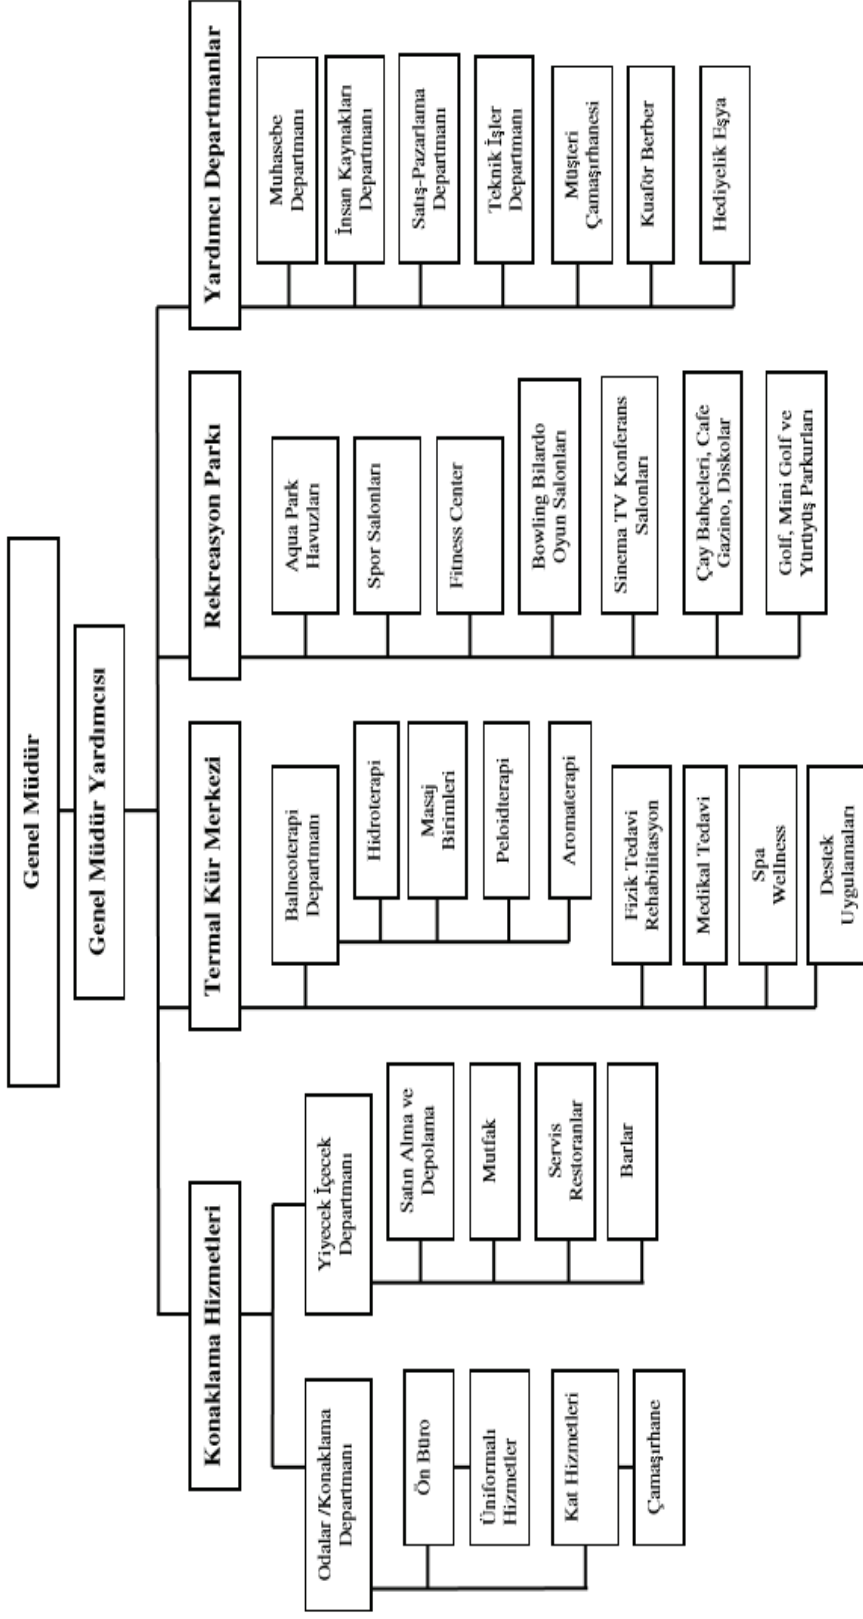 Genel Müdür
Genel Müdür Yardımcısı
Konaklama Hizmetleri
Odalar /Konaklama
Departmanı
Ön Büro
Üniformalı
Hizmetler
Kat Hizmetleri
Çamaşırhane
Yiyecek İçecek
Departmanı
Satın Alma ve
Depolama
Mutfak
Servis
Restoranlar
Barlar
Termal Kür Merkezi
Balneoterapi
Departmanı
Hidroterapi
Masaj
Birimleri
Peloidterapi
Aromaterapi
Fizik Tedavi
Rehabilitasyon
Medikal Tedavi
Spa
Wellness
Destek
Uygulamaları
Rekreasyon Parkı
Aqua Park
Havuzları
Spor Salonları
Fitness Center
Bowling Bilardo
Oyun Salonları
Sinema TV Konferans
Salonları
Çay Bahçeleri, Cafe
Gazino, Diskolar
Golf, Mini Golf ve
Yürüyüş Parkurları
Yardımcı Departmanlar
Muhasebe
Departmanı
İnsan Kaynakları
Departmanı
Satış-Pazarlama
Departmanı
Teknik İşler
Departmanı
Müşteri
Çamaşırhanesi
Kuaför Berber
Hediyelik Eşya